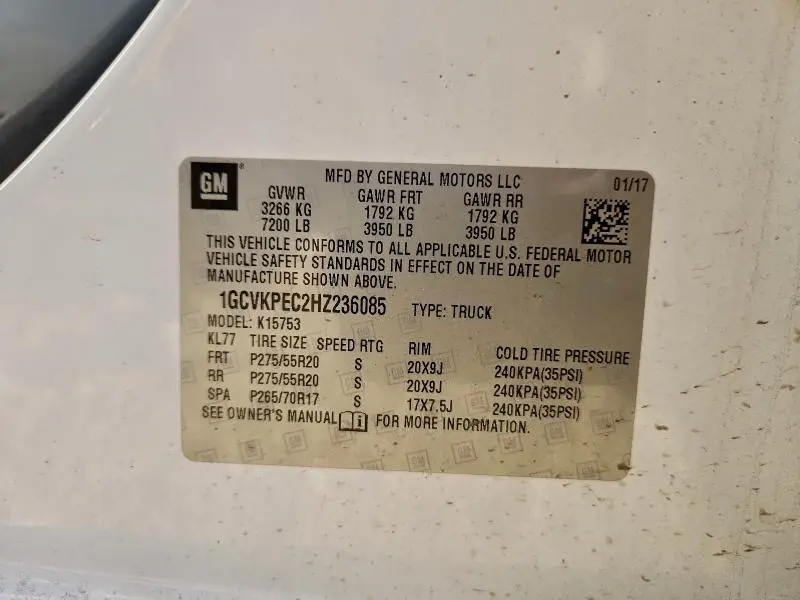 GM®
MFD BY GENERAL MOTORS LLC 01/17
GVWR GAWR FRT GAWR RR
3266 KG 1792 KG 1792 KG
7200 LB 3950 LB 3950 LB
THIS VEHICLE CONFORMS TO ALL APPLICABLE U.S. FEDERAL MOTOR
VEHICLE SAFETY STANDARDS IN EFFECT ON THE DATE OF
MANUFACTURE SHOWN ABOVE.
1GCVKPEC2HZ236085 TYPE: TRUCK
MODEL: K15753
KL77 TIRE SIZE SPEED RTG RIM COLD TIRE PRESSURE
FRT P275/55R20 S 20X9J 240KPA(35PSI)
RR P275/55R20 S 20X9J 240KPA(35PSI)
SPA P265/70R17 S 17X7.5J 240KPA(35PSI)
SEE OWNER'S MANUAL FOR MORE INFORMATION.